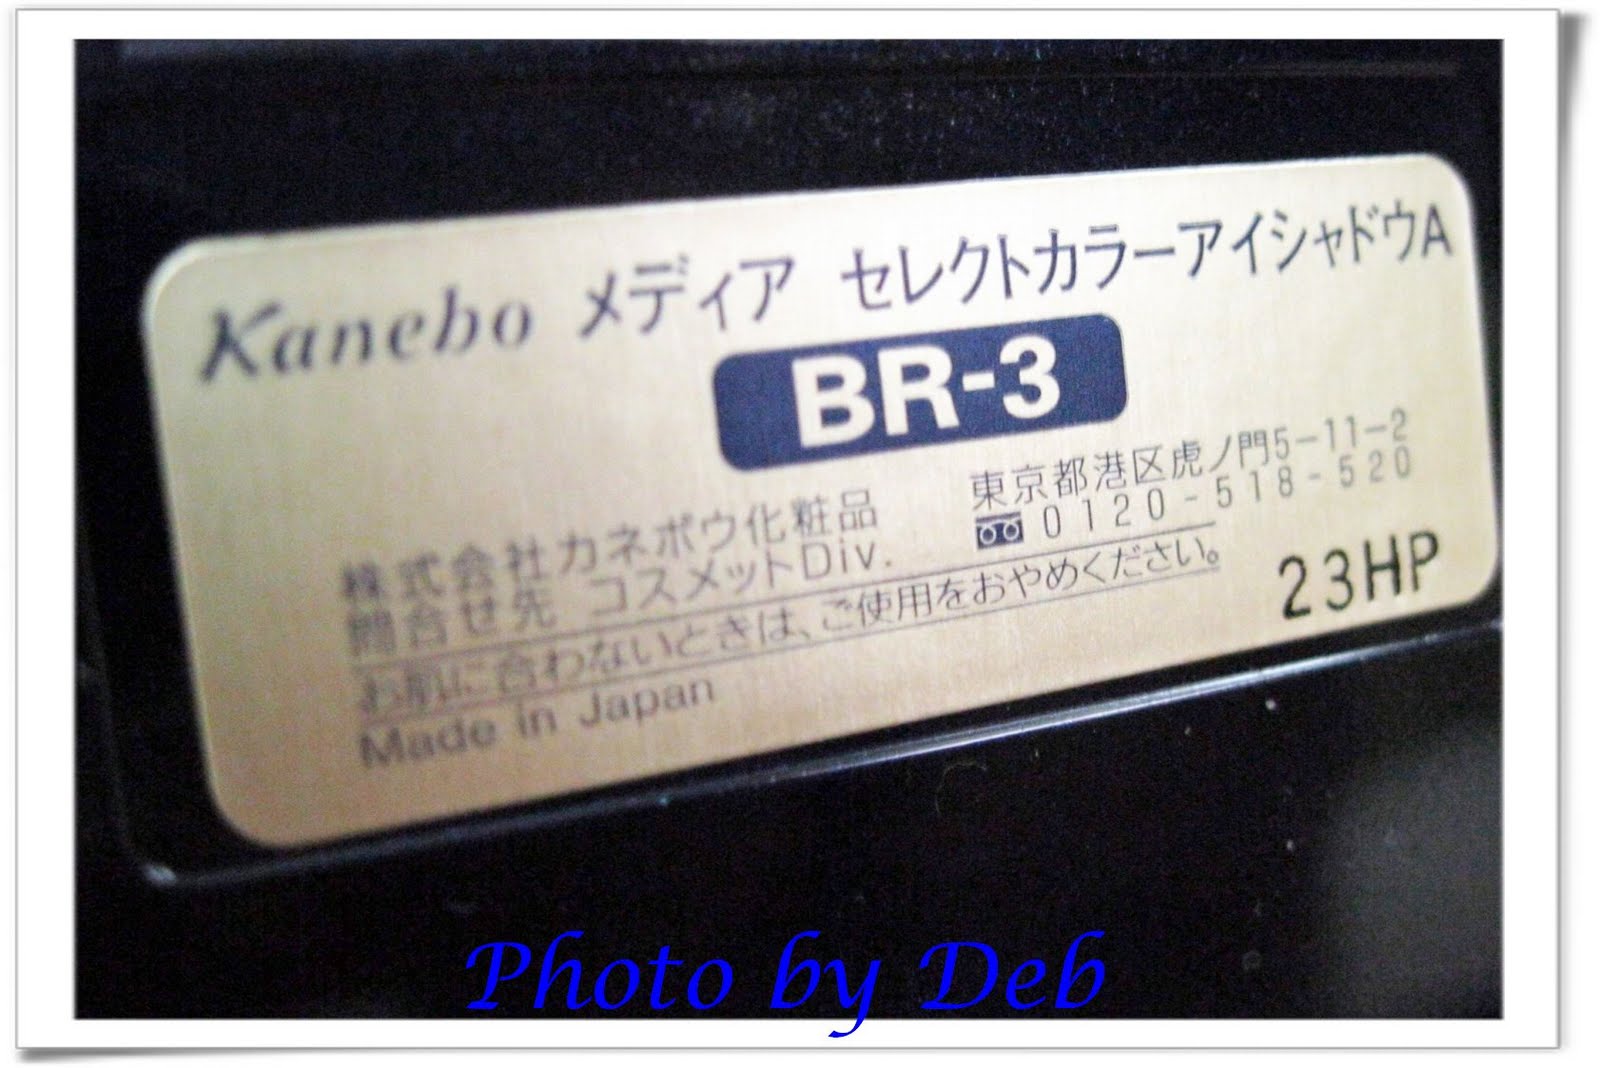 Kanebo メディア セレクトカラーアイシャドウA
BR-3
株式会社カネボウ化粧品 東京都港区虎ノ門5-11-2
問合せ先 コスメットDiv. 0120-518-520
お肌に合わないときは、ご使用をおやめください。
Made in Japan
23HP
Photo by Deb